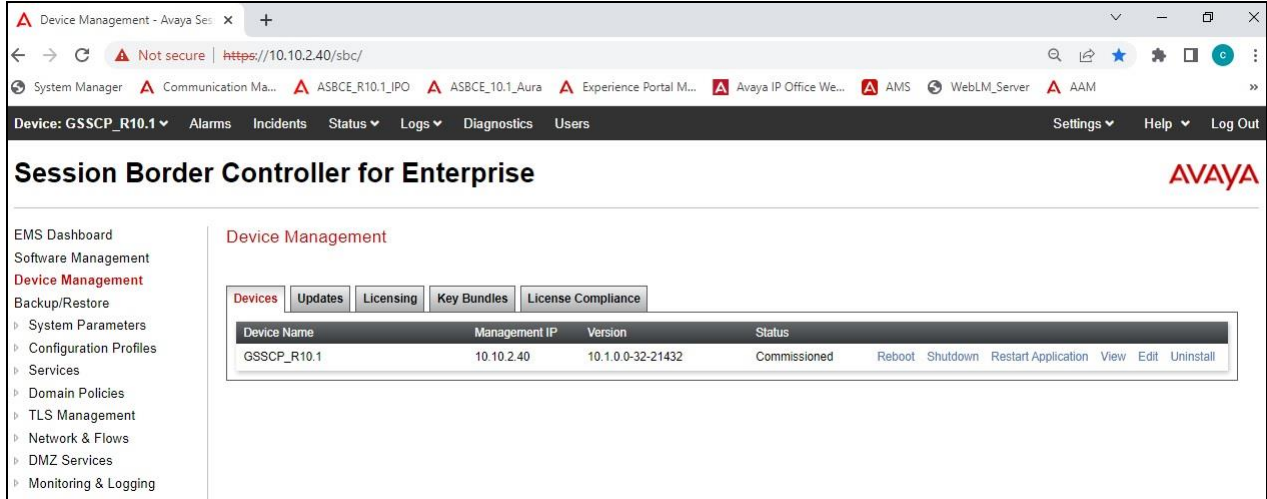 Device Management - Avaya Ses
Not secure https://10.10.2.40/sbc/
System Manager Communication Ma... ASBCE_R10.1_IPO ASBCE_10.1_Aura Experience Portal M... Avaya IP Office We... AMS WebLM_Server AAM »
Device: GSSCP_R10.1 Alarms Incidents Status Logs Diagnostics Users Settings Help Log Out
Session Border Controller for Enterprise AVAYA
EMS Dashboard
Software Management
Device Management
Backup/Restore
System Parameters
Configuration Profiles
Services
Domain Policies
TLS Management
Network & Flows
DMZ Services
Monitoring & Logging
Device Management
Devices Updates Licensing Key Bundles License Compliance
Device Name Management IP Version Status
GSSCP_R10.1 10.10.2.40 10.1.0.0-32-21432 Commissioned Reboot Shutdown Restart Application View Edit Uninstall